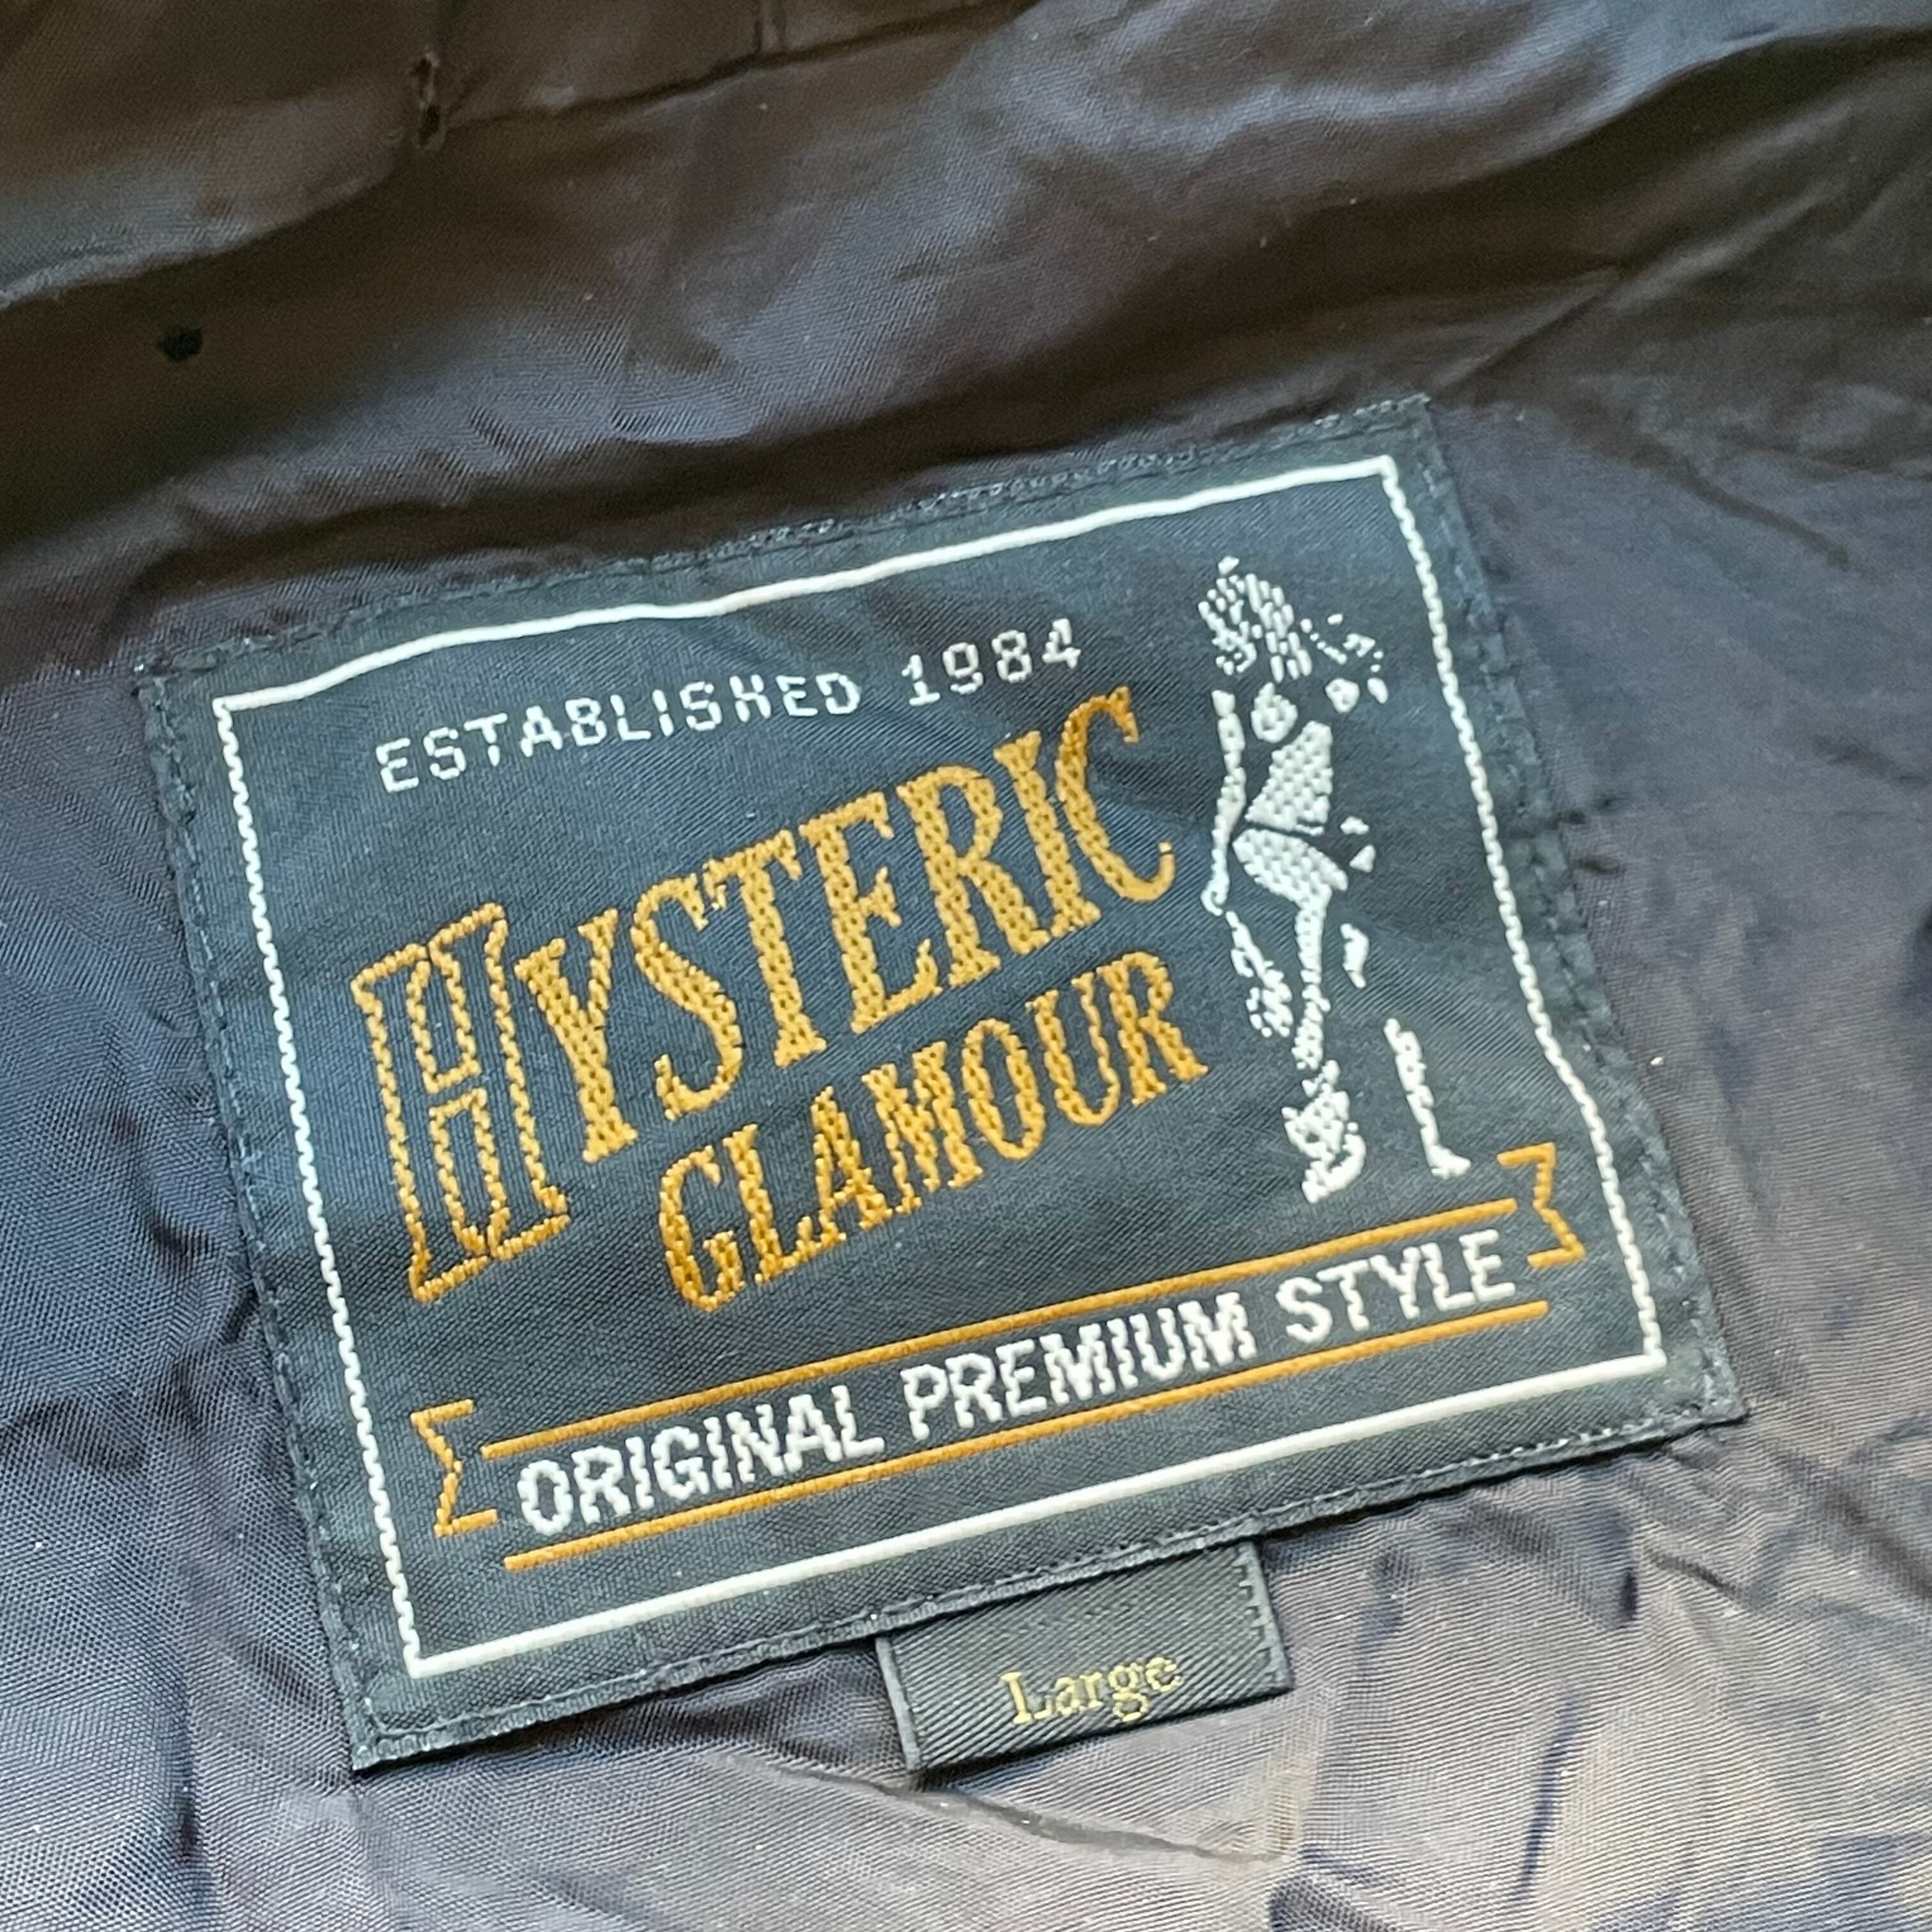 ESTABLISHED 1984
HYSTERIC
GLAMOUR
ORIGINAL PREMIUM STYLE
Large